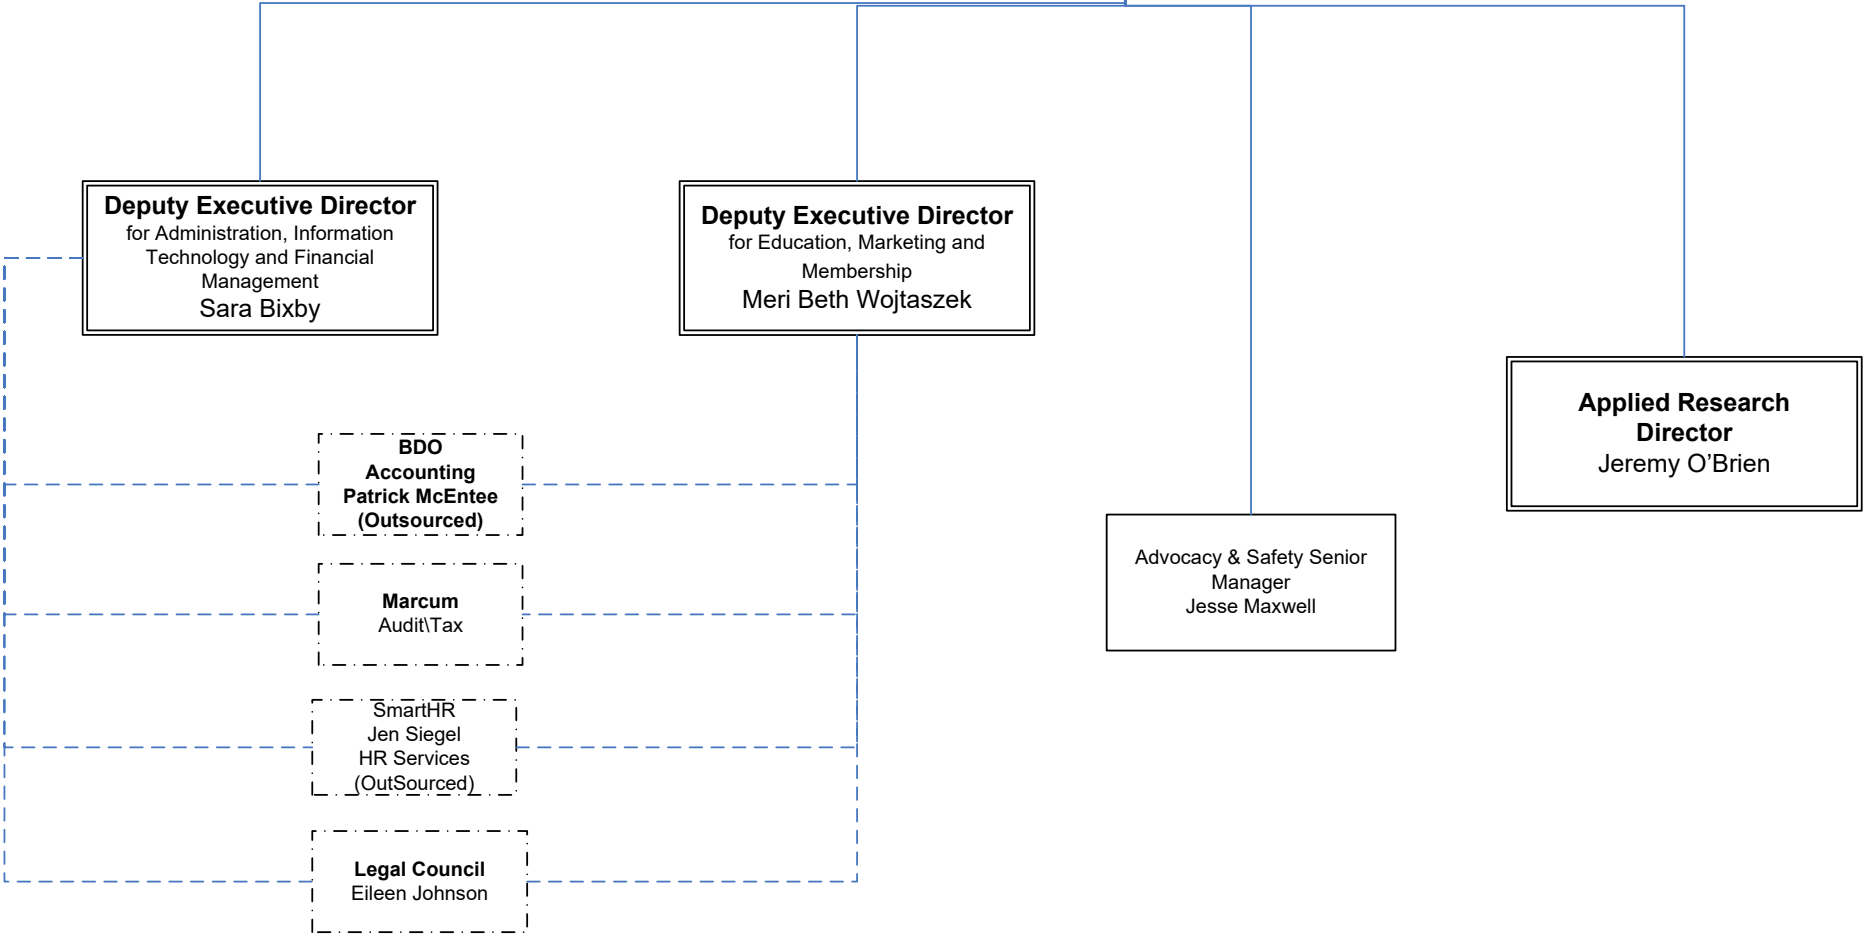 Deputy Executive Director
for Administration, Information
Technology and Financial
Management
Sara Bixby
Deputy Executive Director
for Education, Marketing and
Membership
Meri Beth Wojtaszek
Applied Research
Director
Jeremy O’Brien
BDO
Accounting
Patrick McEntee
(Outsourced)
Advocacy & Safety Senior
Manager
Jesse Maxwell
Marcum
Audit\Tax
SmartHR
Jen Siegel
HR Services
(OutSourced)
Legal Council
Eileen Johnson